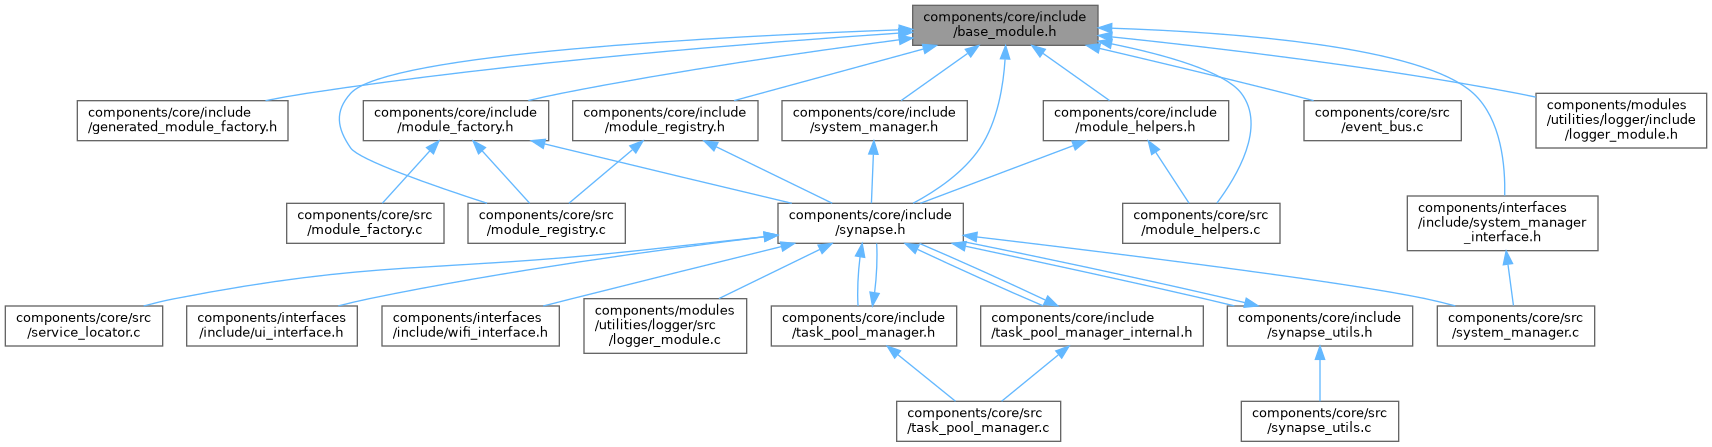 components/core/include
/base_module.h
components/core/include
/generated_module_factory.h
components/core/include
/module_factory.h
components/core/include
/module_registry.h
components/core/include
/system_manager.h
components/core/include
/module_helpers.h
components/core/src
/event_bus.c
components/modules
/utilities/logger/include
/logger_module.h
components/core/src
/module_factory.c
components/core/src
/module_registry.c
components/core/include
/synapse.h
components/core/src
/module_helpers.c
components/interfaces
/include/system_manager
_interface.h
components/core/src
/service_locator.c
components/interfaces
/include/ui_interface.h
components/interfaces
/include/wifi_interface.h
components/modules
/utilities/logger/src
/logger_module.c
components/core/include
/task_pool_manager.h
components/core/include
/task_pool_manager_internal.h
components/core/include
/synapse_utils.h
components/core/src
/system_manager.c
components/core/src
/task_pool_manager.c
components/core/src
/synapse_utils.c